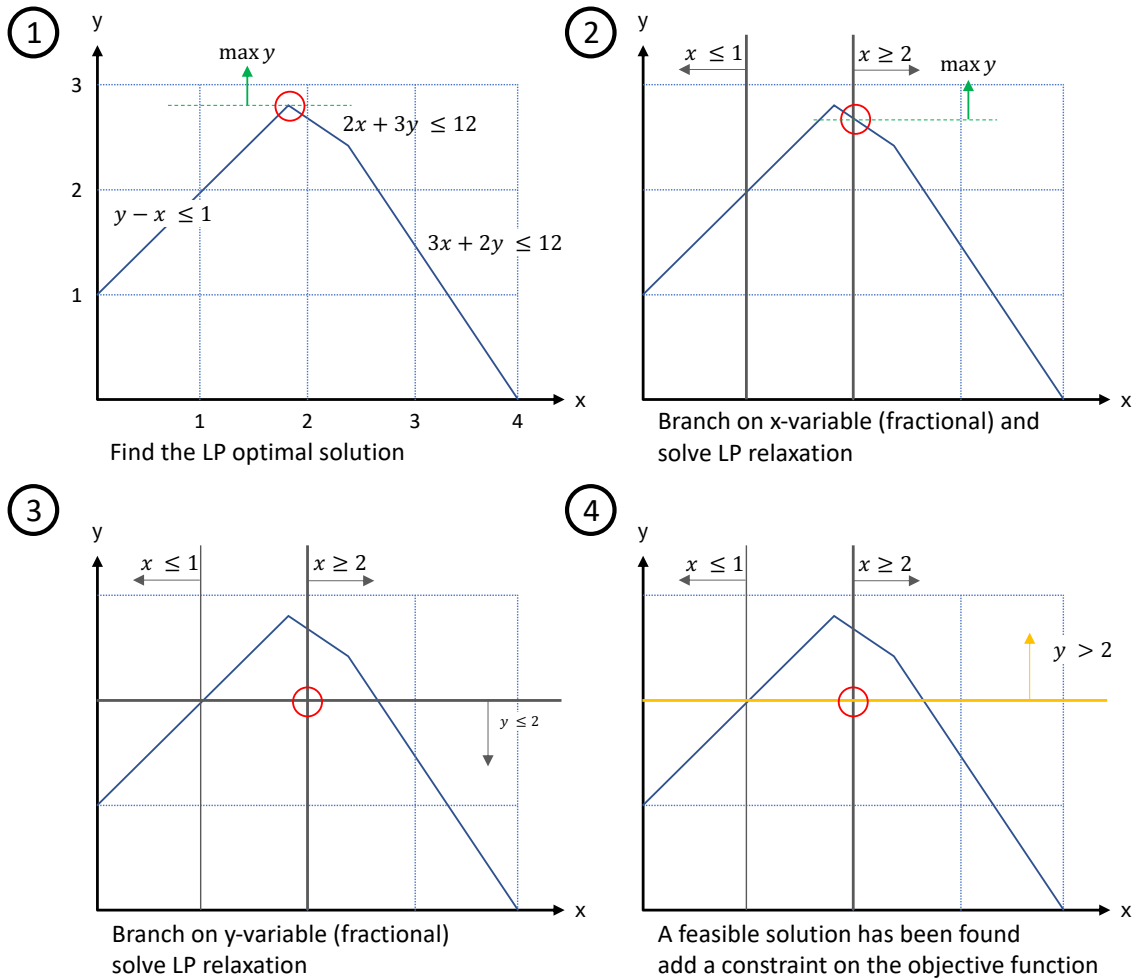 1
y
max y
3
2x + 3y ≤ 12
2
y − x ≤ 1
3x + 2y ≤ 12
1
x
1 2 3 4
Find the LP optimal solution
2
y
x ≤ 1
x ≥ 2
max y
x
Branch on x-variable (fractional) and
solve LP relaxation
3
y
x ≤ 1
x ≥ 2
y ≤ 2
x
Branch on y-variable (fractional)
solve LP relaxation
4
y
x ≤ 1
x ≥ 2
y > 2
x
A feasible solution has been found
add a constraint on the objective function